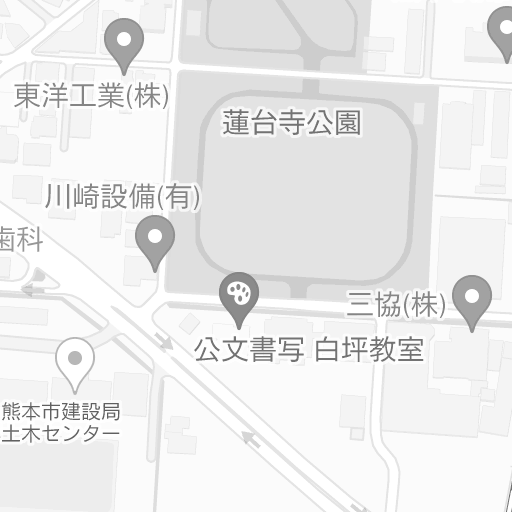 東洋工業(株)
蓮台寺公園
川崎設備(有)
歯科
三協(株)
公文書写 白坪教室
熊本市建設局
土木センター